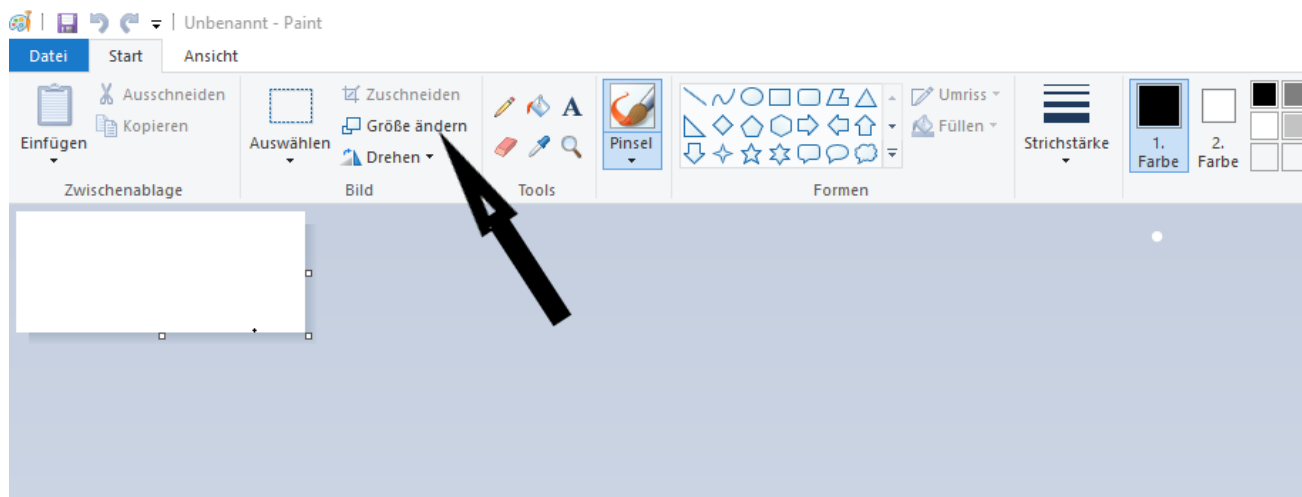 Unbenannt - Paint
Datei Start Ansicht
Einfügen
Ausschneiden
Kopieren
Zwischenablage
Auswählen
Zuschneiden
Größe ändern
Drehen
Bild
A
Tools
Pinsel
Umriss
Füllen
Formen
Strichstärke
1.
Farbe
2.
Farbe